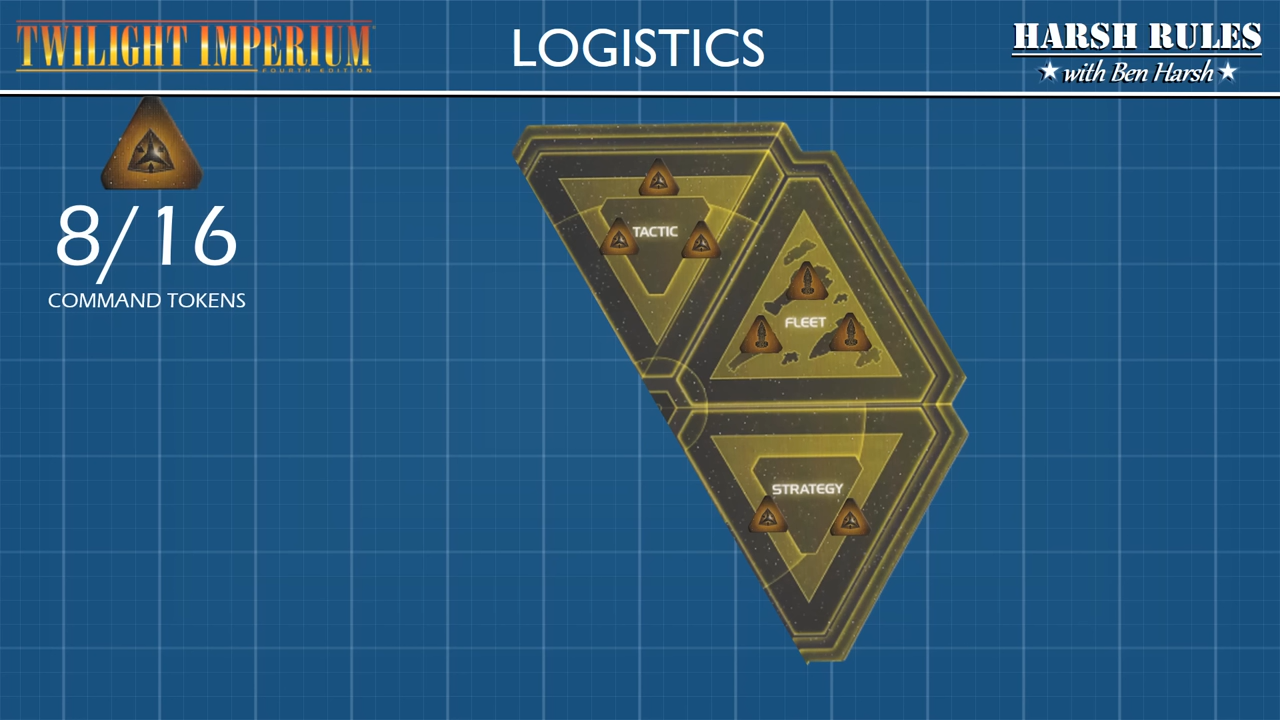 TWILIGHT IMPERIUM
FOURTH EDITION
LOGISTICS
HARSH RULES
with Ben Harsh
8/16
COMMAND TOKENS
TACTIC
FLEET
STRATEGY